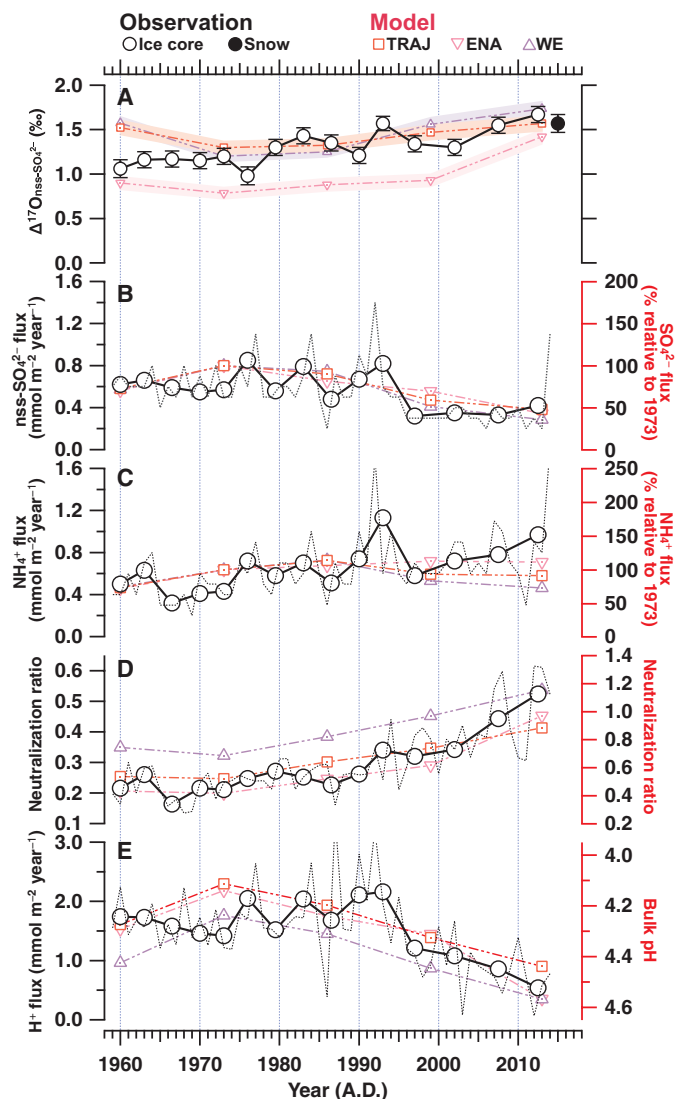 Observation Model
Ice core Snow TRAJ ENA WE
A
2.0
1.5
1.0
0.5
0.0
Δ¹⁷Onss-SO₄²⁻ (‰)
B
1.6
1.2
0.8
0.4
0.0
nss-SO₄²⁻ flux
(mmol m⁻² year⁻¹)
200
150
100
50
0
SO₄²⁻ flux
(% relative to 1973)
C
1.6
1.2
0.8
0.4
0.0
NH₄⁺ flux
(mmol m⁻² year⁻¹)
250
200
150
100
50
0
NH₄⁺ flux
(% relative to 1973)
D
0.6
0.5
0.4
0.3
0.2
0.1
Neutralization ratio
1.4
1.2
1.0
0.8
0.6
0.4
0.2
Neutralization ratio
E
3.0
2.0
1.0
0.0
H⁺ flux (mmol m⁻² year⁻¹)
4.0
4.2
4.4
4.6
Bulk pH
1960 1970 1980 1990 2000 2010
Year (A.D.)